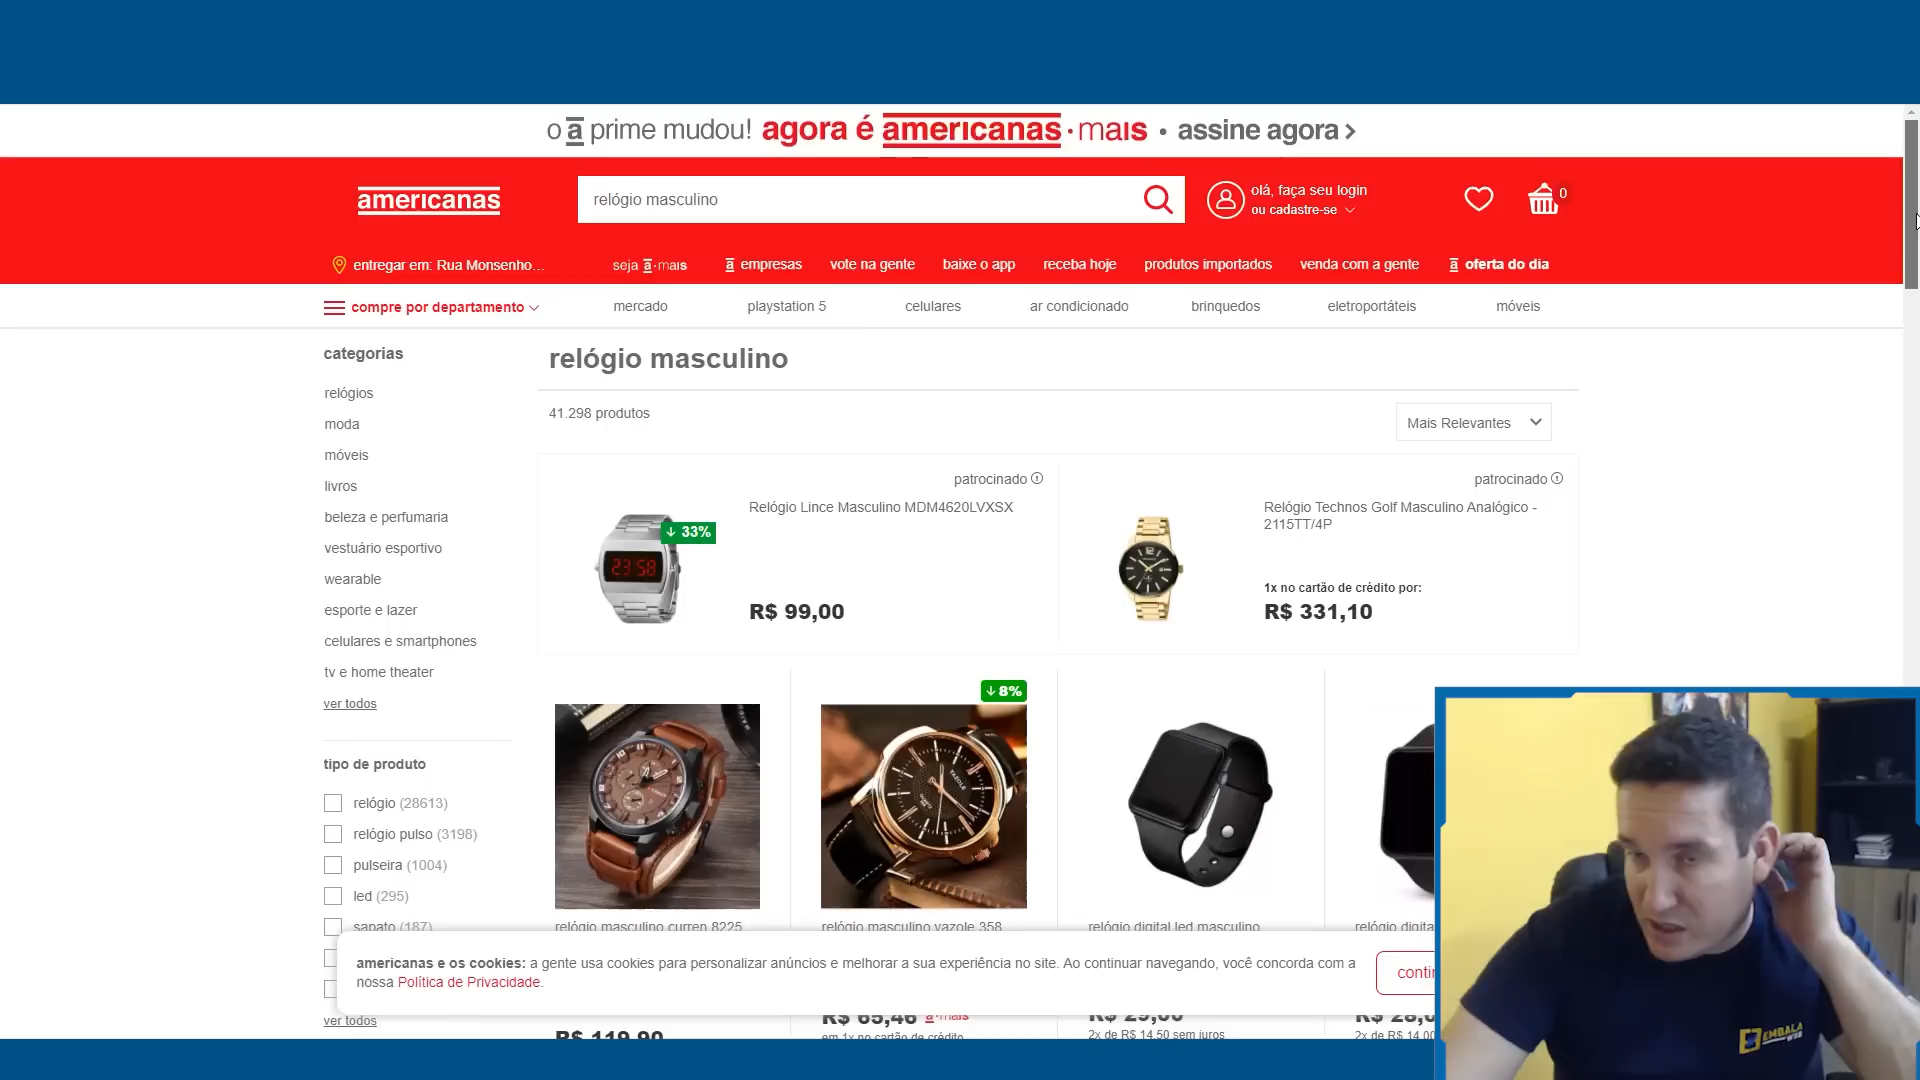 o a prime mudou! agora é americanas·mais • assine agora >
americanas
relógio masculino
olá, faça seu login
ou cadastre-se
0
entregar em: Rua Monsenho...
seja a·mais
a empresas
vote na gente
baixe o app
receba hoje
produtos importados
venda com a gente
a oferta do dia
compre por departamento
mercado
playstation 5
celulares
ar condicionado
brinquedos
eletroportáteis
móveis
categorias
relógios
moda
móveis
livros
beleza e perfumaria
vestuário esportivo
wearable
esporte e lazer
celulares e smartphones
tv e home theater
ver todos
tipo de produto
relógio (28613)
relógio pulso (3198)
pulseira (1004)
led (295)
sapato (187)
ver todos
relógio masculino
41.298 produtos
Mais Relevantes
patrocinado
33%
23 58
Relógio Lince Masculino MDM4620LVXSX
R$ 99,00
patrocinado
Relógio Technos Golf Masculino Analógico -
2115TT/4P
1x no cartão de crédito por:
R$ 331,10
relógio masculino curren 8225
R$ 119,90
8%
YAZOLE
relógio masculino yazole 358
R$ 65,46 a·mais
em 1x no cartão de crédito
relógio digital led masculino
R$ 29,00
2x de R$ 14,50 sem juros
relógio digita
R$ 28,0
2x de R$ 14,00
americanas e os cookies: a gente usa cookies para personalizar anúncios e melhorar a sua experiência no site. Ao continuar navegando, você concorda com a
nossa Política de Privacidade.
contin
EMBALA
WEB